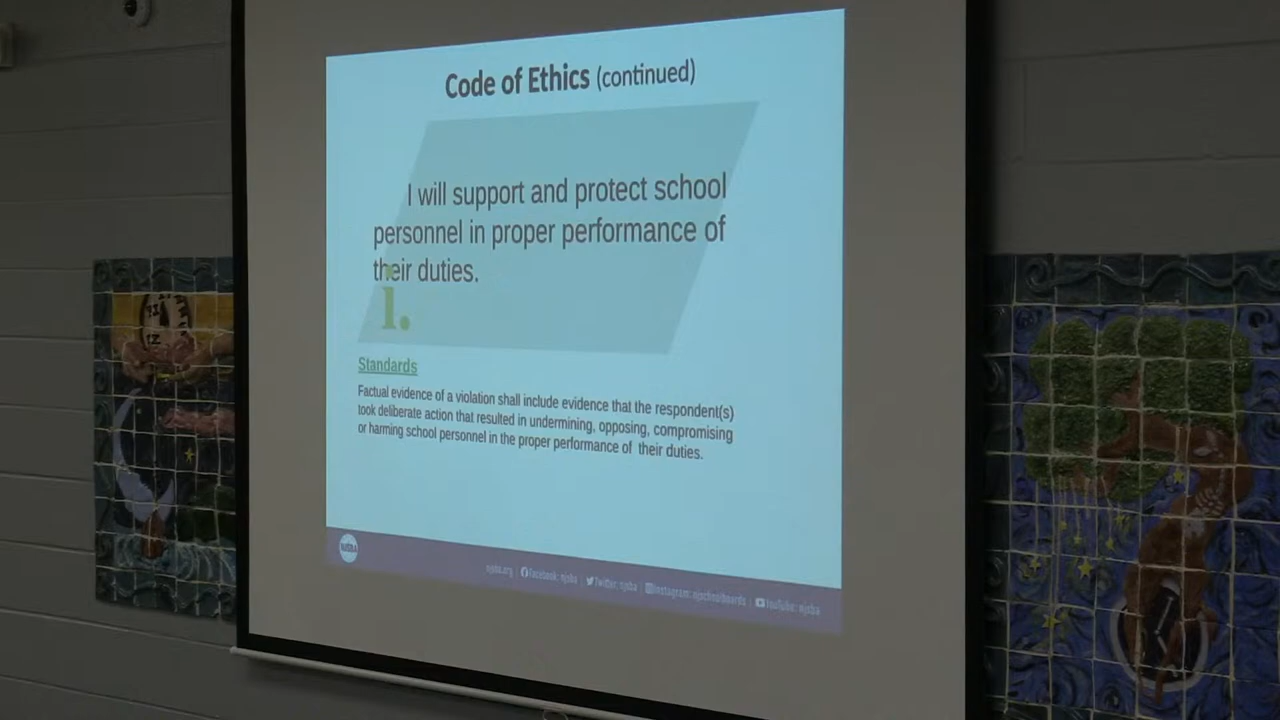 Code of Ethics (continued)
I will support and protect school
personnel in proper performance of
their duties.
i.
Standards
Factual evidence of a violation shall include evidence that the respondent(s)
took deliberate action that resulted in undermining, opposing, compromising
or harming school personnel in the proper performance of their duties.
NJSBA
njsba.org | Facebook: njsba | Twitter: njsba | Instagram: njschoolboards | YouTube: njsba